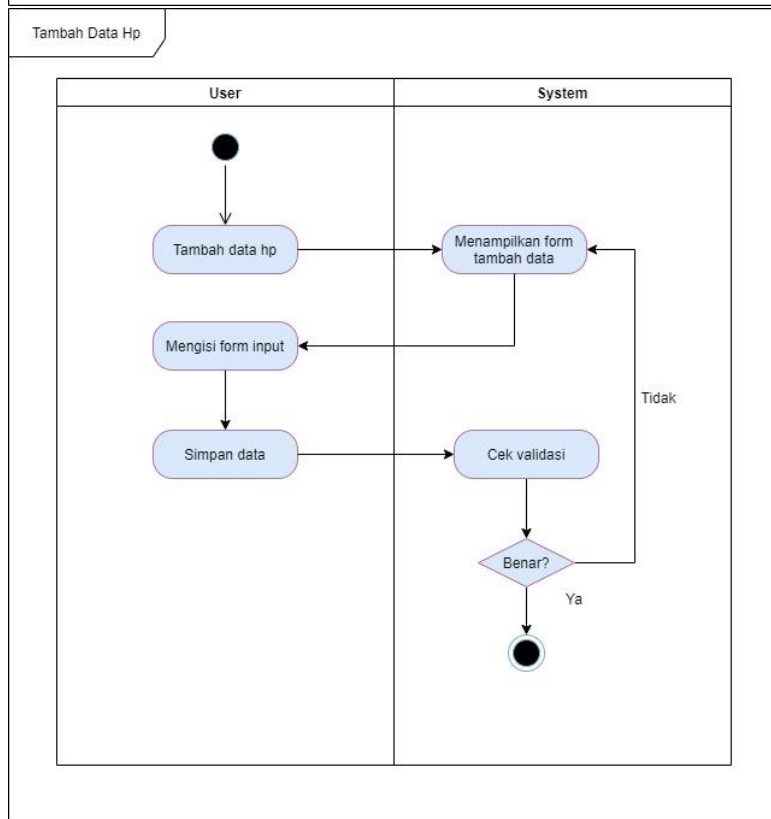 Tambah Data Hp
User
System
Tambah data hp
Menampilkan form
tambah data
Mengisi form input
Tidak
Simpan data
Cek validasi
Benar?
Ya